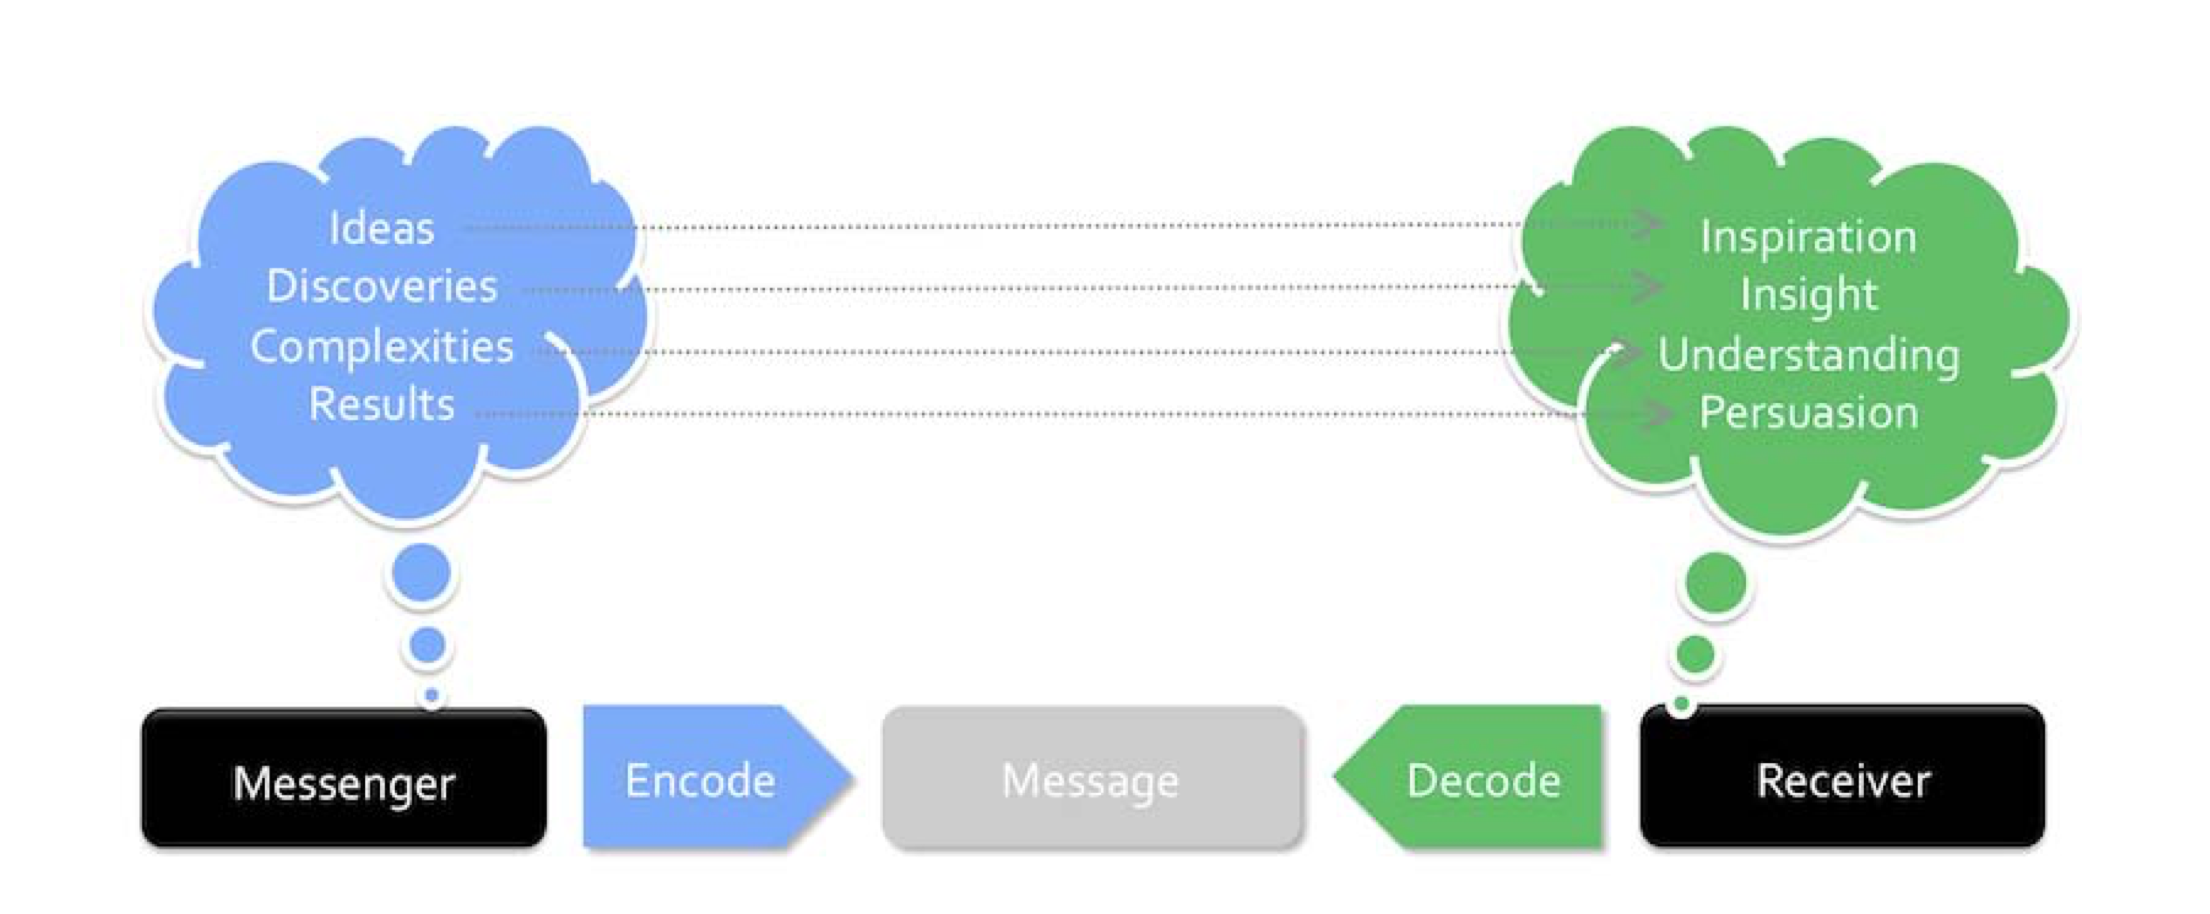 Ideas
Discoveries
Complexities
Results
Inspiration
Insight
Understanding
Persuasion
Messenger
Encode
Message
Decode
Receiver